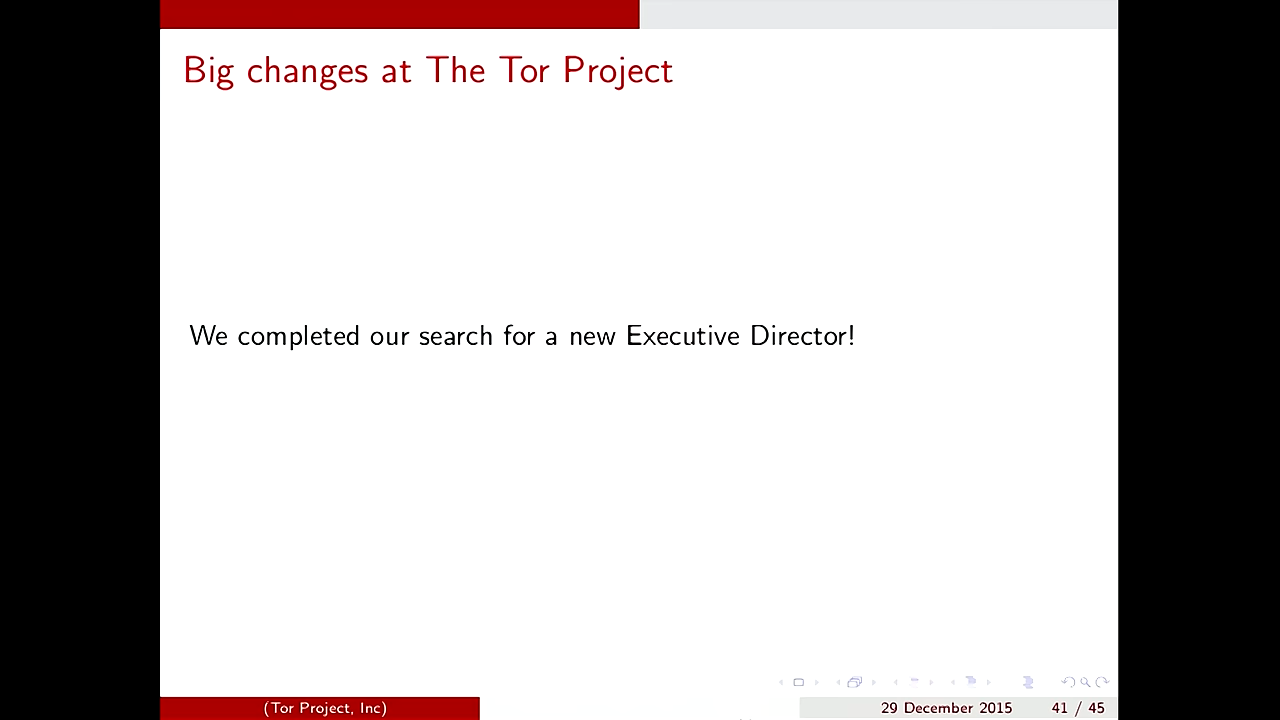 Big changes at The Tor Project
We completed our search for a new Executive Director!
(Tor Project, Inc)
29 December 2015
41 / 45